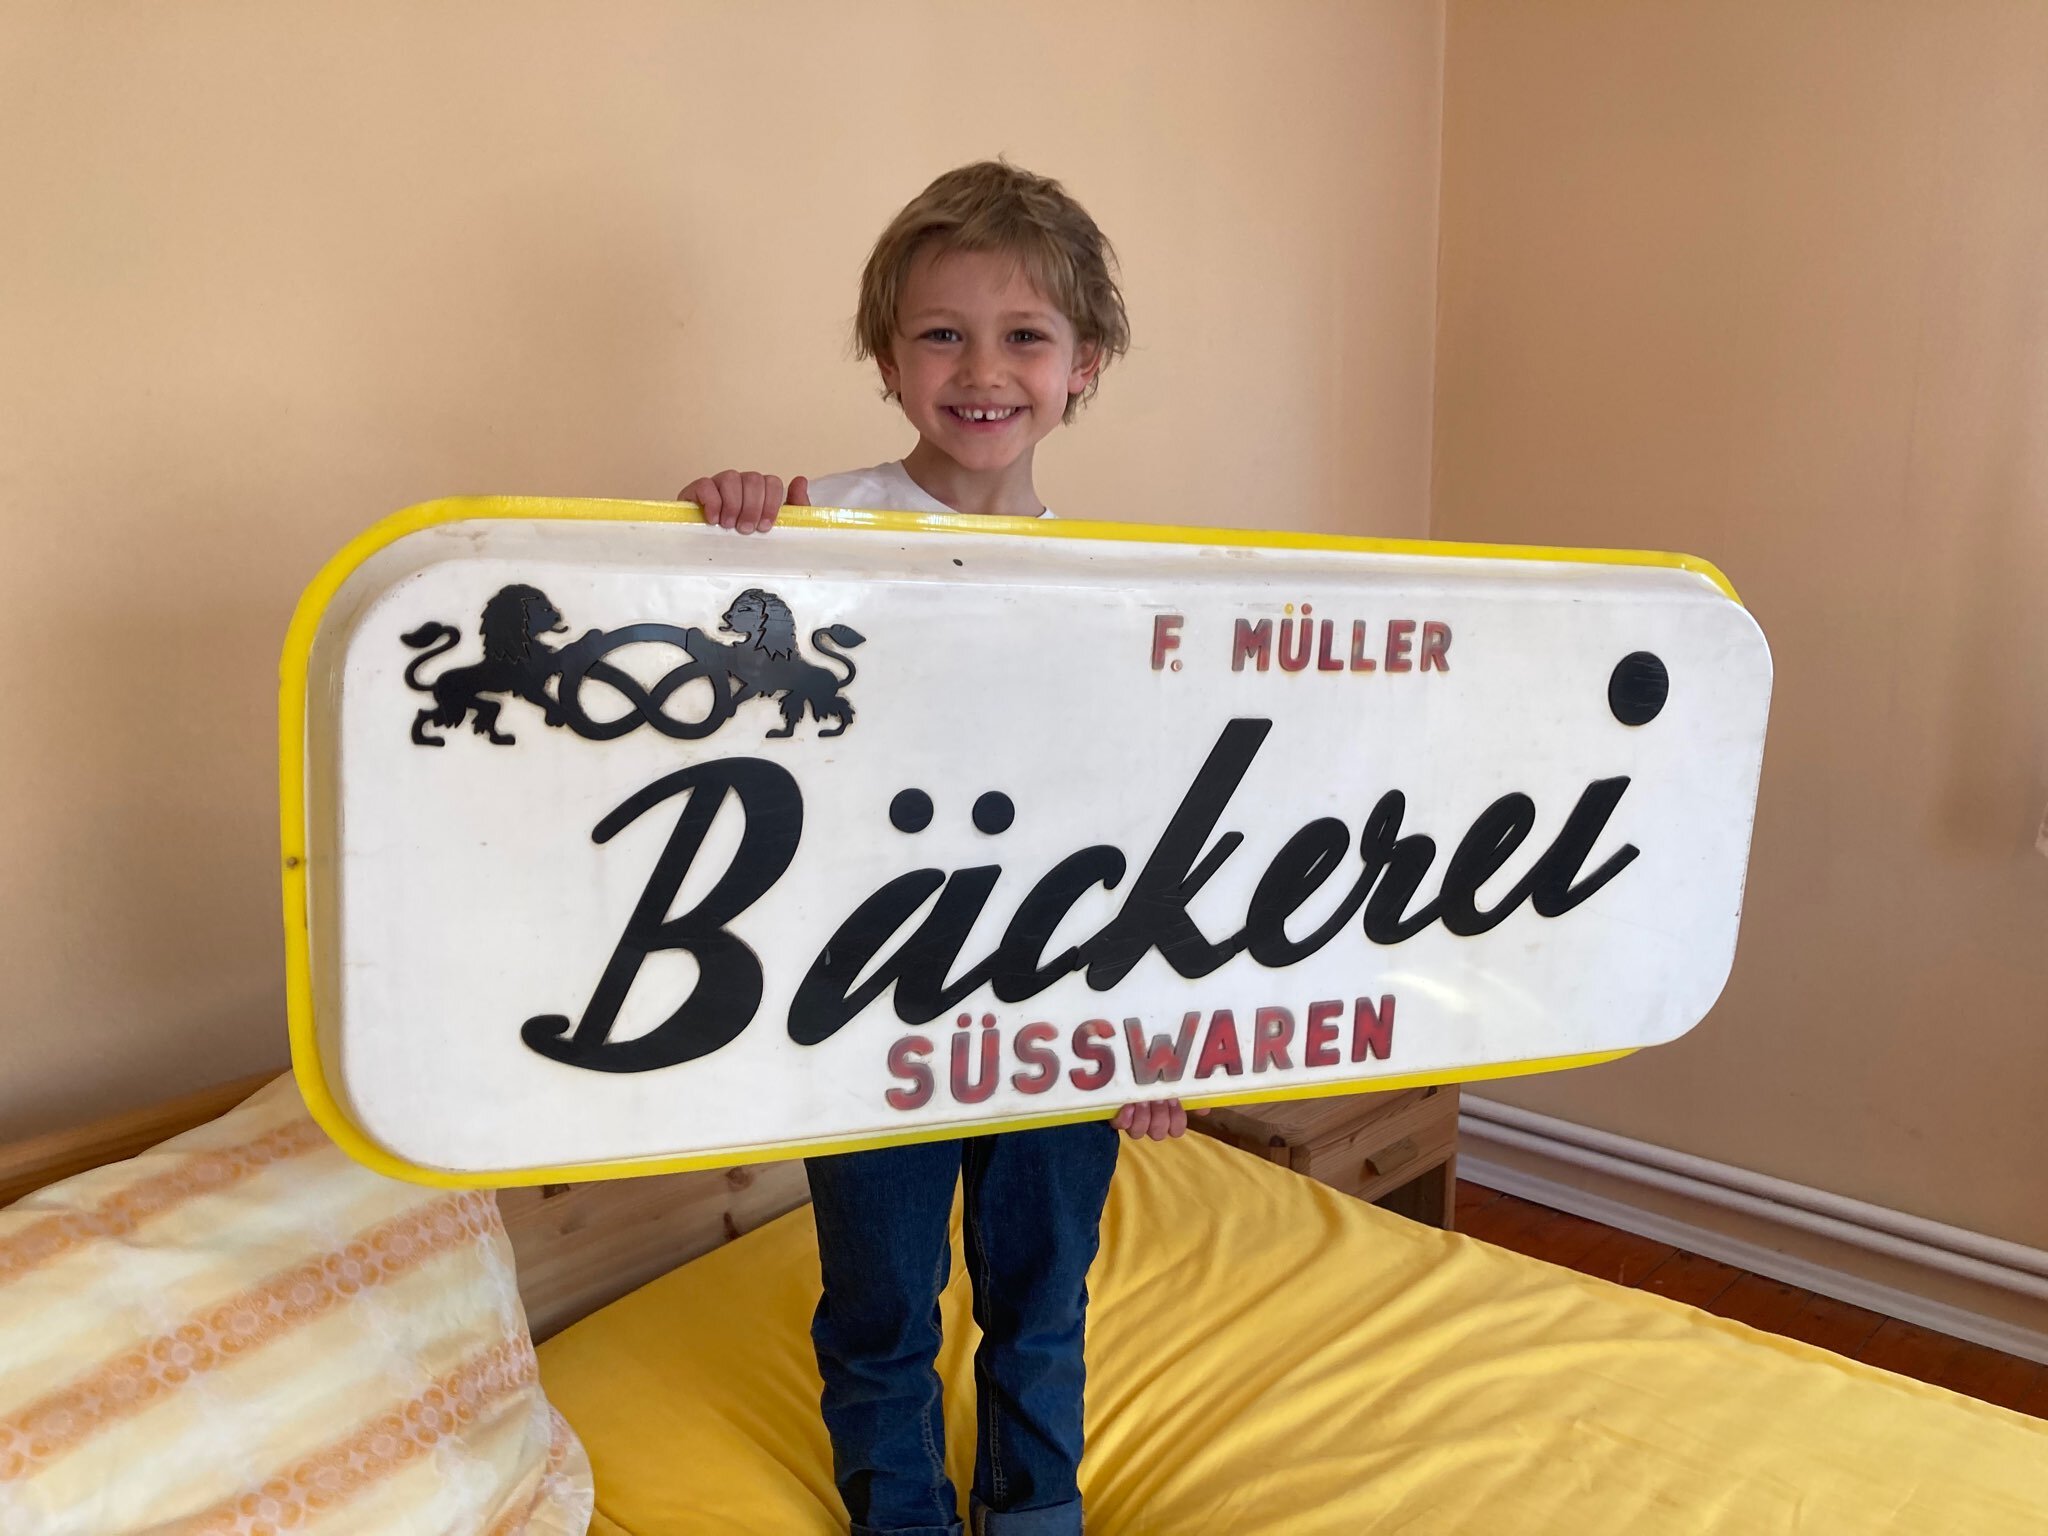 F. MÜLLER
Bäckerei
SÜSSWAREN